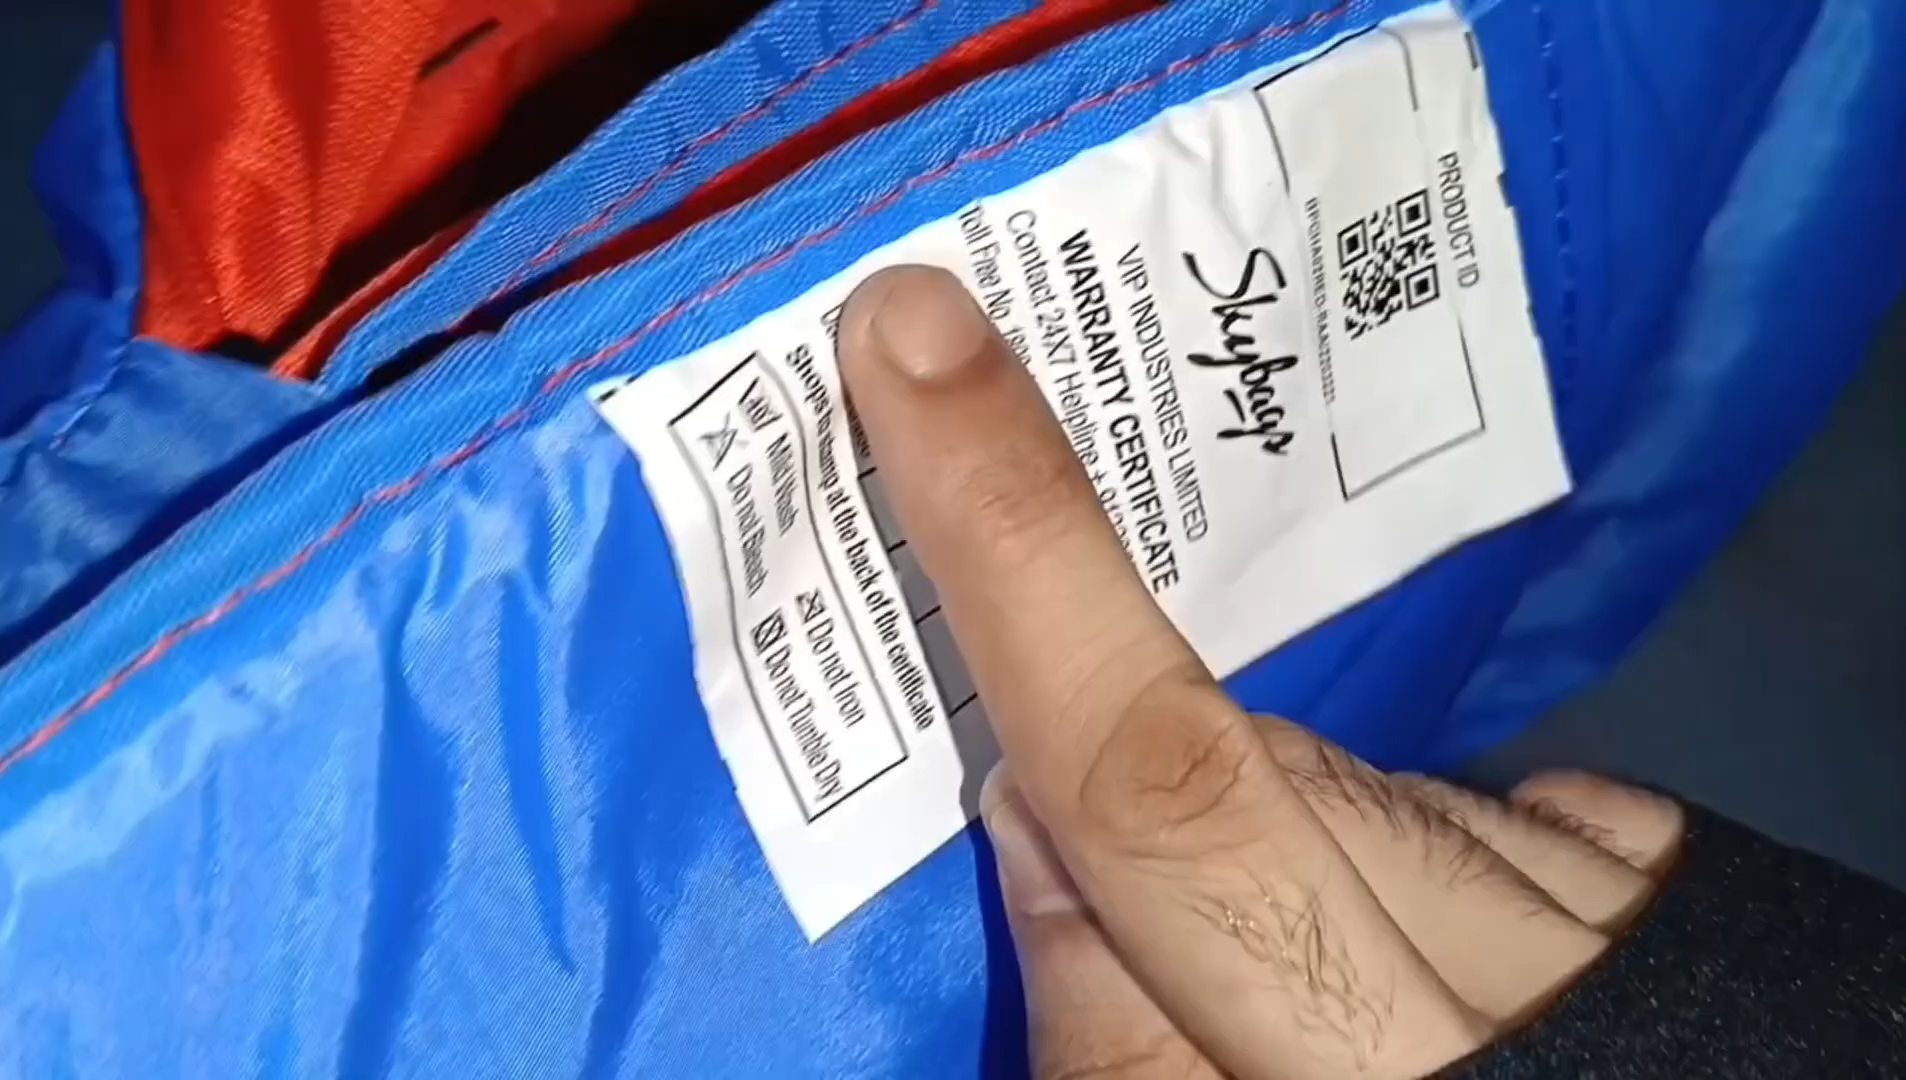 PRODUCT ID
Skybags
VIP INDUSTRIES LIMITED
WARRANTY CERTIFICATE
Contact 24X7 Helpline +
Toll Free No.
Shops to stamp at the back of the certificate
Mild Wash
Do not Iron
Do not Bleach
Do not Tumble Dry